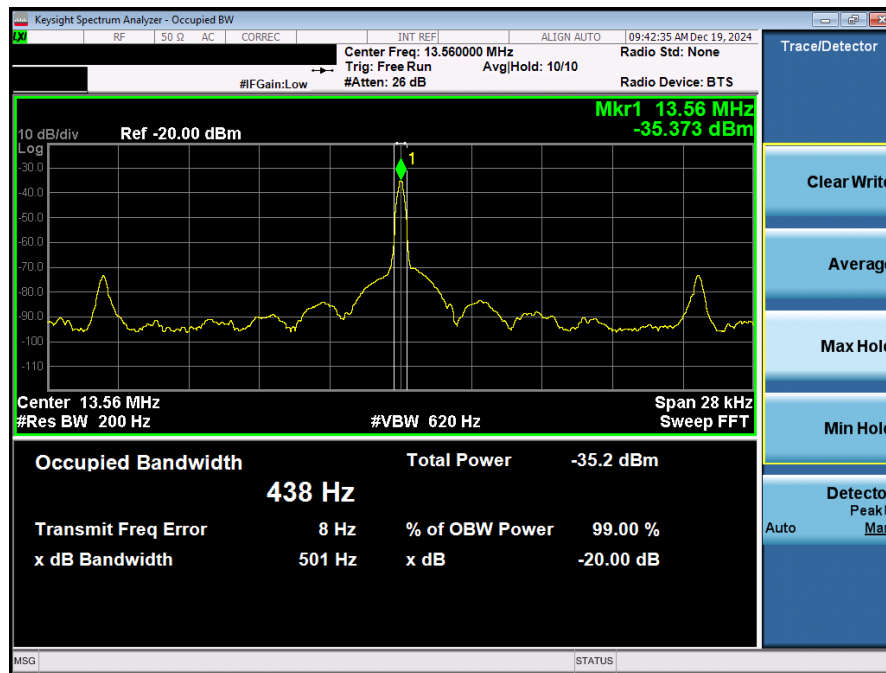 Keysight Spectrum Analyzer - Occupied BW
LXI RF 50 Ω AC CORREC INT REF ALIGN AUTO 09:42:35 AM Dec 19, 2024
Center Freq: 13.560000 MHz Radio Std: None
Trig: Free Run Avg|Hold: 10/10
#IFGain:Low #Atten: 26 dB Radio Device: BTS
Trace/Detector
Mkr1 13.56 MHz
10 dB/div Ref -20.00 dBm -35.373 dBm
Log
1
-30.0
-40.0
-50.0
-60.0
-70.0
-80.0
-90.0
-100
-110
Center 13.56 MHz Span 28 kHz
#Res BW 200 Hz #VBW 620 Hz Sweep FFT
Occupied Bandwidth Total Power -35.2 dBm
438 Hz
Transmit Freq Error 8 Hz % of OBW Power 99.00 %
x dB Bandwidth 501 Hz x dB -20.00 dB
Clear Write
Average
Max Hold
Min Hold
Detecto
Peak
Auto Ma
MSG STATUS